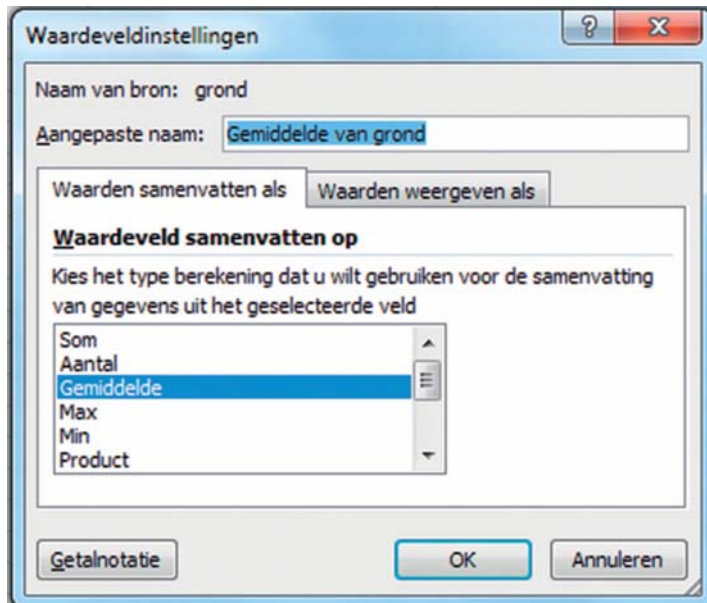 Waardeveldinstellingen
Naam van bron: grond
Aangepaste naam: Gemiddelde van grond
Waarden samenvatten als Waarden weergeven als
Waardeveld samenvatten op
Kies het type berekening dat u wilt gebruiken voor de samenvatting
van gegevens uit het geselecteerde veld
Som
Aantal
Gemiddelde
Max
Min
Product
Getalnotatie OK Annuleren